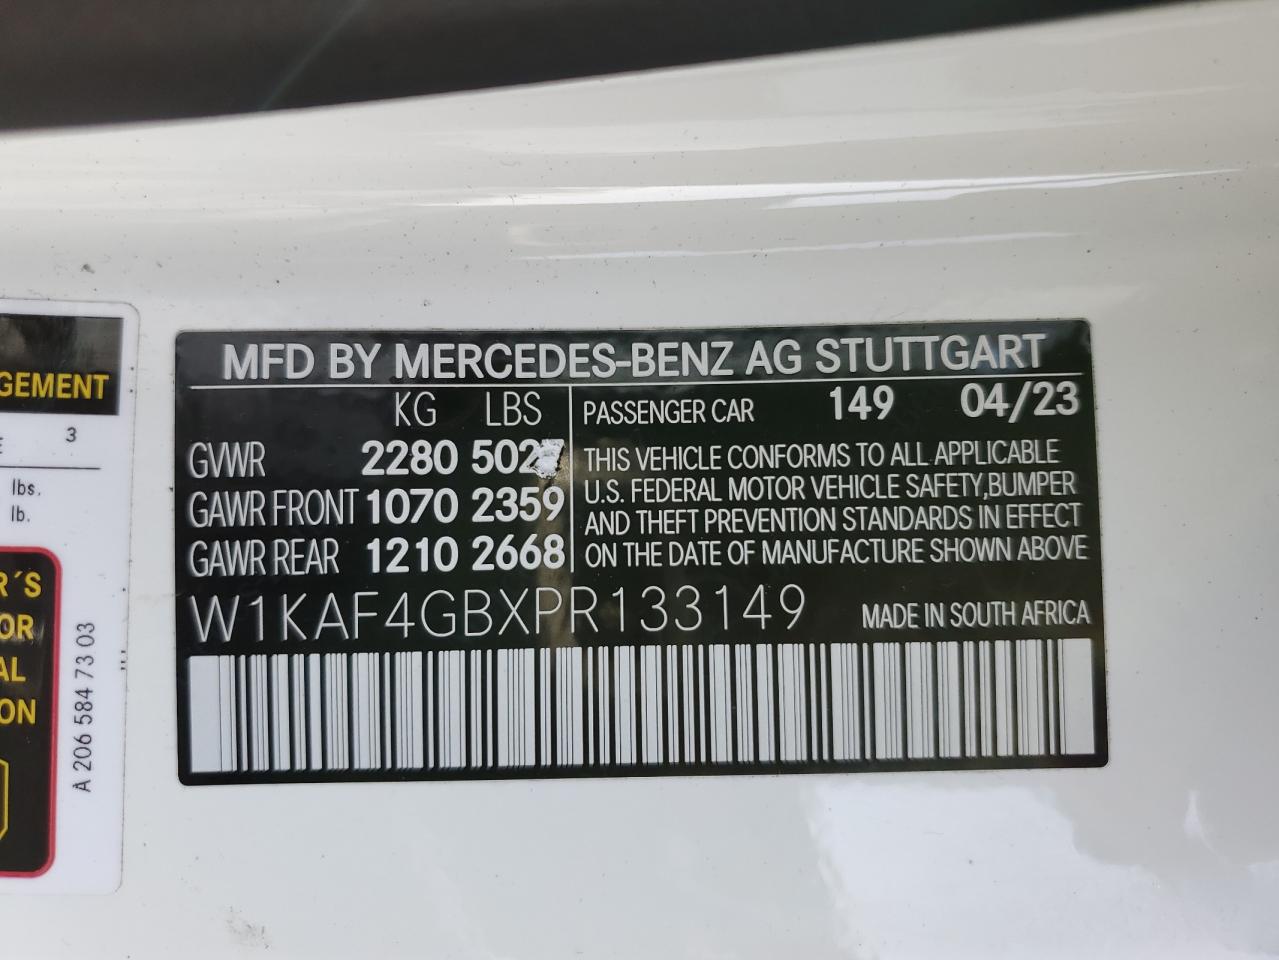 MFD BY MERCEDES-BENZ AG STUTTGART
KG LBS
GVWR 2280
GAWR FRONT 1070 2359
GAWR REAR 1210 2668
PASSENGER CAR 149 04/23
THIS VEHICLE CONFORMS TO ALL APPLICABLE
U.S. FEDERAL MOTOR VEHICLE SAFETY,BUMPER
AND THEFT PREVENTION STANDARDS IN EFFECT
ON THE DATE OF MANUFACTURE SHOWN ABOVE
W1KAF4GBXPR133149 MADE IN SOUTH AFRICA
3
lbs.
lb.
A 206 584 73 03